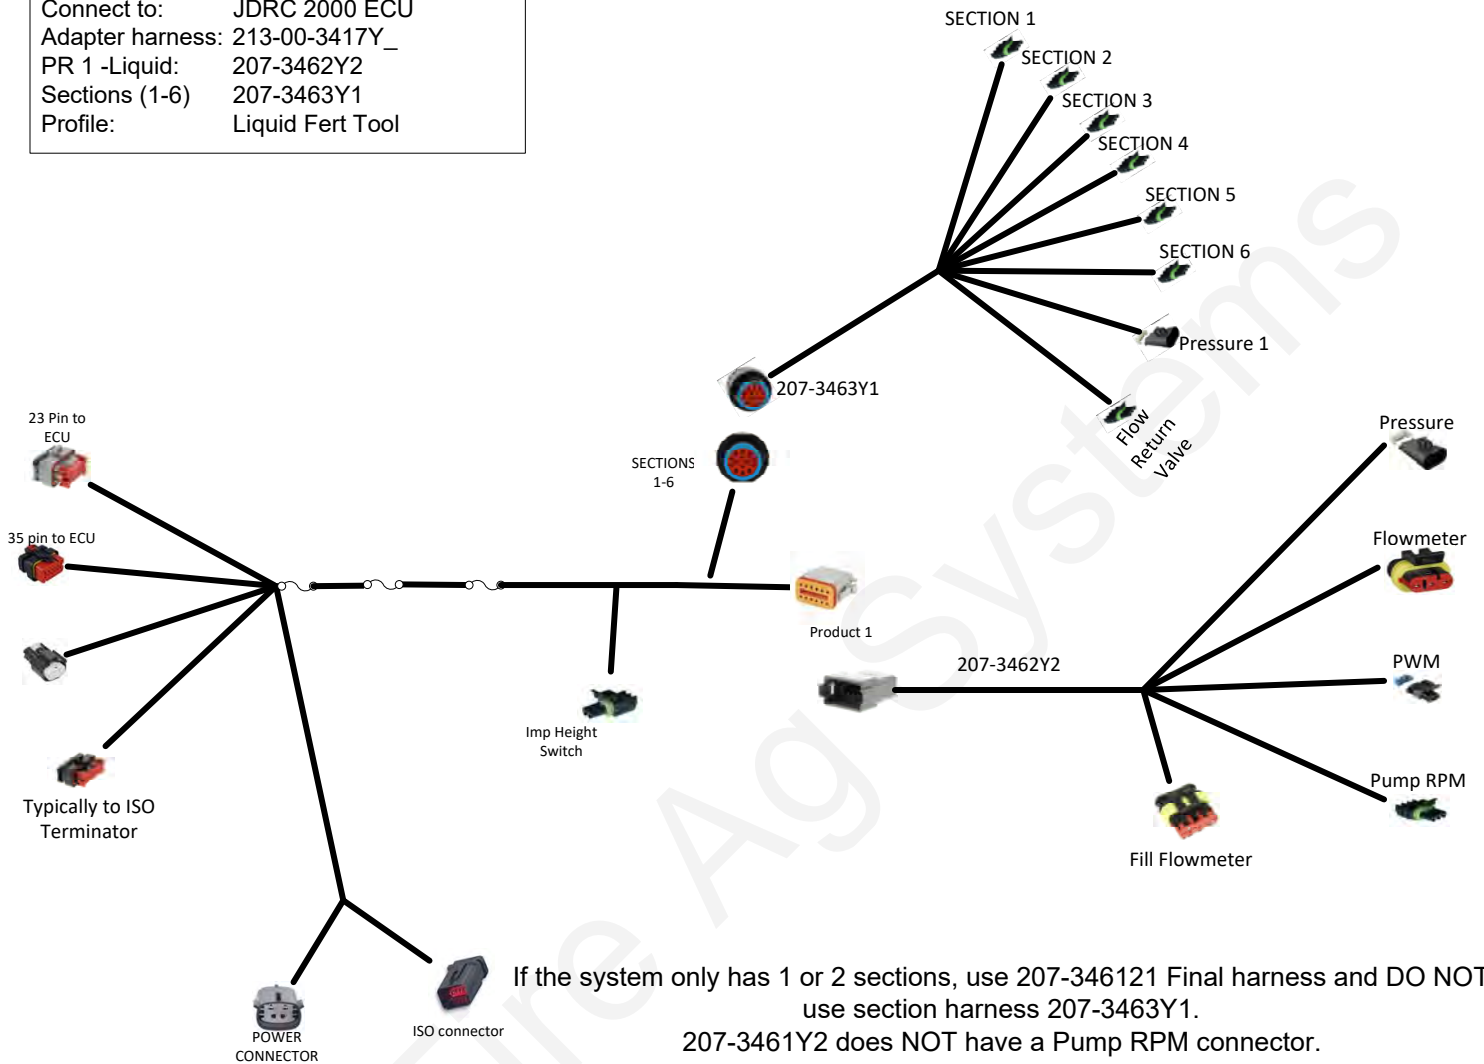 Connect to: JDRC 2000 ECU
Adapter harness: 213-00-3417Y_
PR 1 -Liquid: 207-3462Y2
Sections (1-6) 207-3463Y1
Profile: Liquid Fert Tool
SECTION 1
SECTION 2
SECTION 3
SECTION 4
SECTION 5
SECTION 6
Pressure 1
Flow
Return
Valve
207-3463Y1
SECTIONS
1-6
23 Pin to
ECU
35 pin to ECU
Typically to ISO
Terminator
Imp Height
Switch
Product 1
207-3462Y2
Pressure
Flowmeter
PWM
Pump RPM
Fill Flowmeter
POWER
CONNECTOR
ISO connector
If the system only has 1 or 2 sections, use 207-346121 Final harness and DO NOT
use section harness 207-3463Y1.
207-3461Y2 does NOT have a Pump RPM connector.
Fire Ag Systems